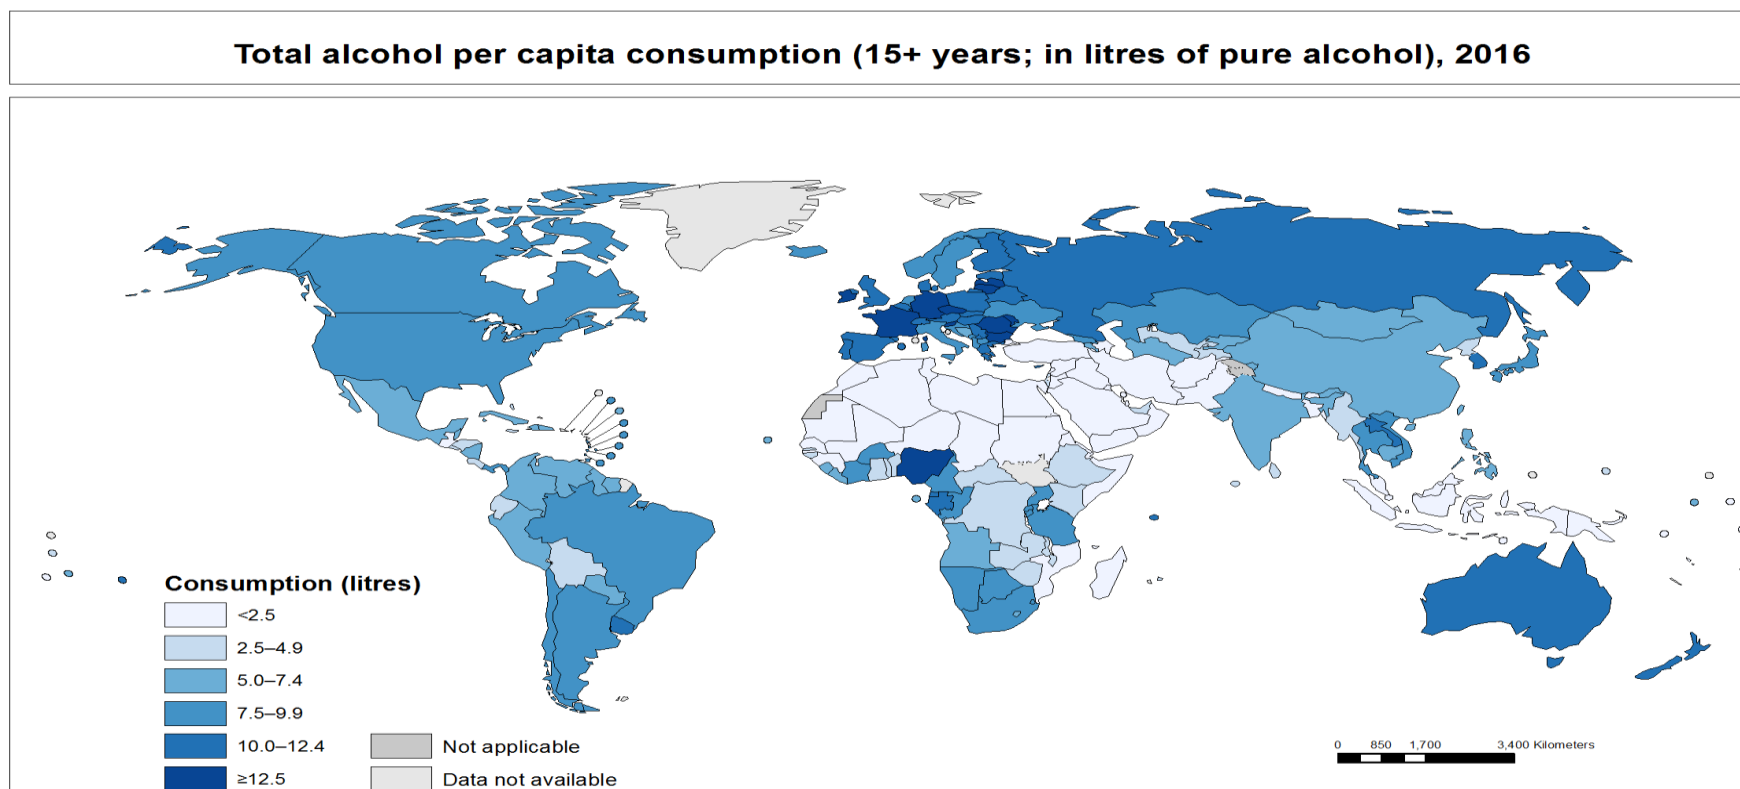 Total alcohol per capita consumption (15+ years; in litres of pure alcohol), 2016
Consumption (litres)
<2.5
2.5–4.9
5.0–7.4
7.5–9.9
10.0–12.4
≥12.5
Not applicable
Data not available
0 850 1,700 3,400 Kilometers